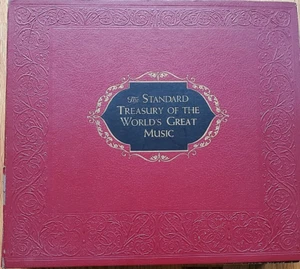 The STANDARD
TREASURY OF THE
WORLD'S GREAT
MUSIC